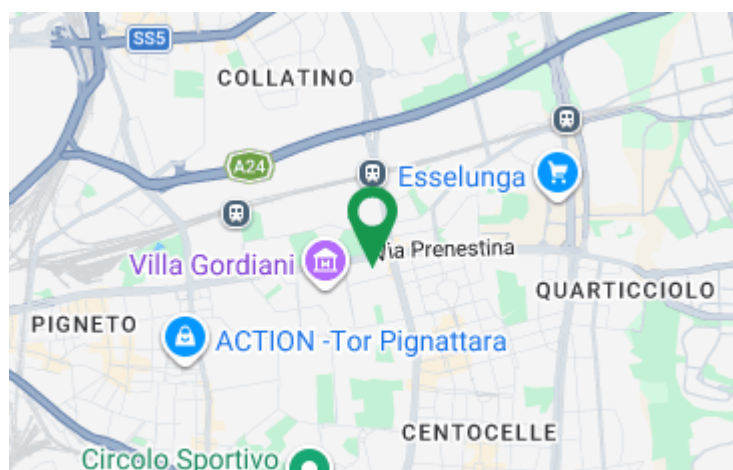 SS5
COLLATINO
A24
Esselunga
Via Prenestina
Villa Gordiani
QUARTICCIOLO
PIGNETO
ACTION -Tor Pignattara
CENTOCELLE
Circolo Sportivo